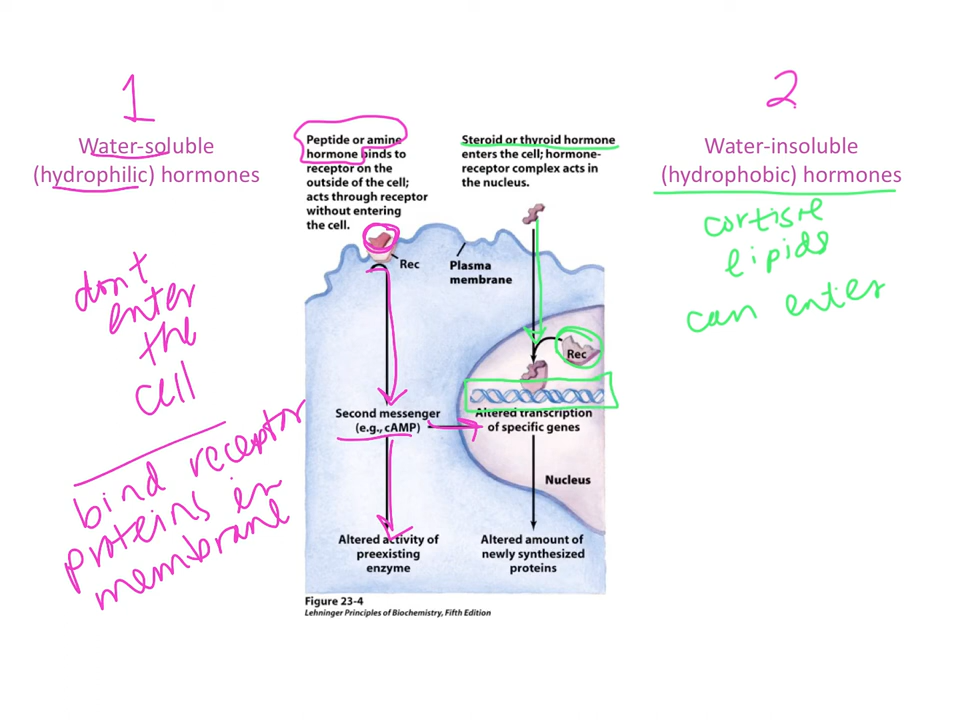 1
Water-soluble
(hydrophilic) hormones
don't
enter
the
cell
bind receptor
proteins in
membrane
Peptide or amine
hormone binds to
receptor on the
outside of the cell;
acts through receptor
without entering
the cell.
Steroid or thyroid hormone
enters the cell; hormone-
receptor complex acts in
the nucleus.
Rec
Plasma
membrane
Rec
Second messenger
(e.g., cAMP)
Altered transcription
of specific genes
Nucleus
Altered activity of
preexisting
enzyme
Altered amount of
newly synthesized
proteins
Figure 23-4
Lehninger Principles of Biochemistry, Fifth Edition
2
Water-insoluble
(hydrophobic) hormones
lipids
can enter